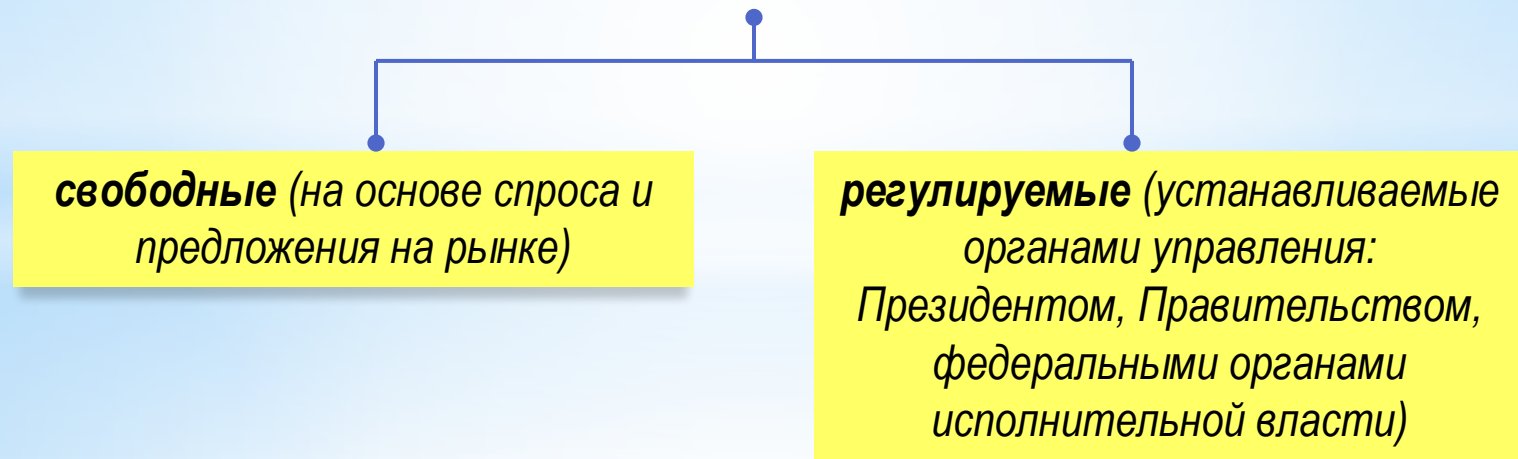 свободные (на основе спроса и
предложения на рынке)
регулируемые (устанавливаемые
органами управления:
Президентом, Правительством,
федеральными органами
исполнительной власти)